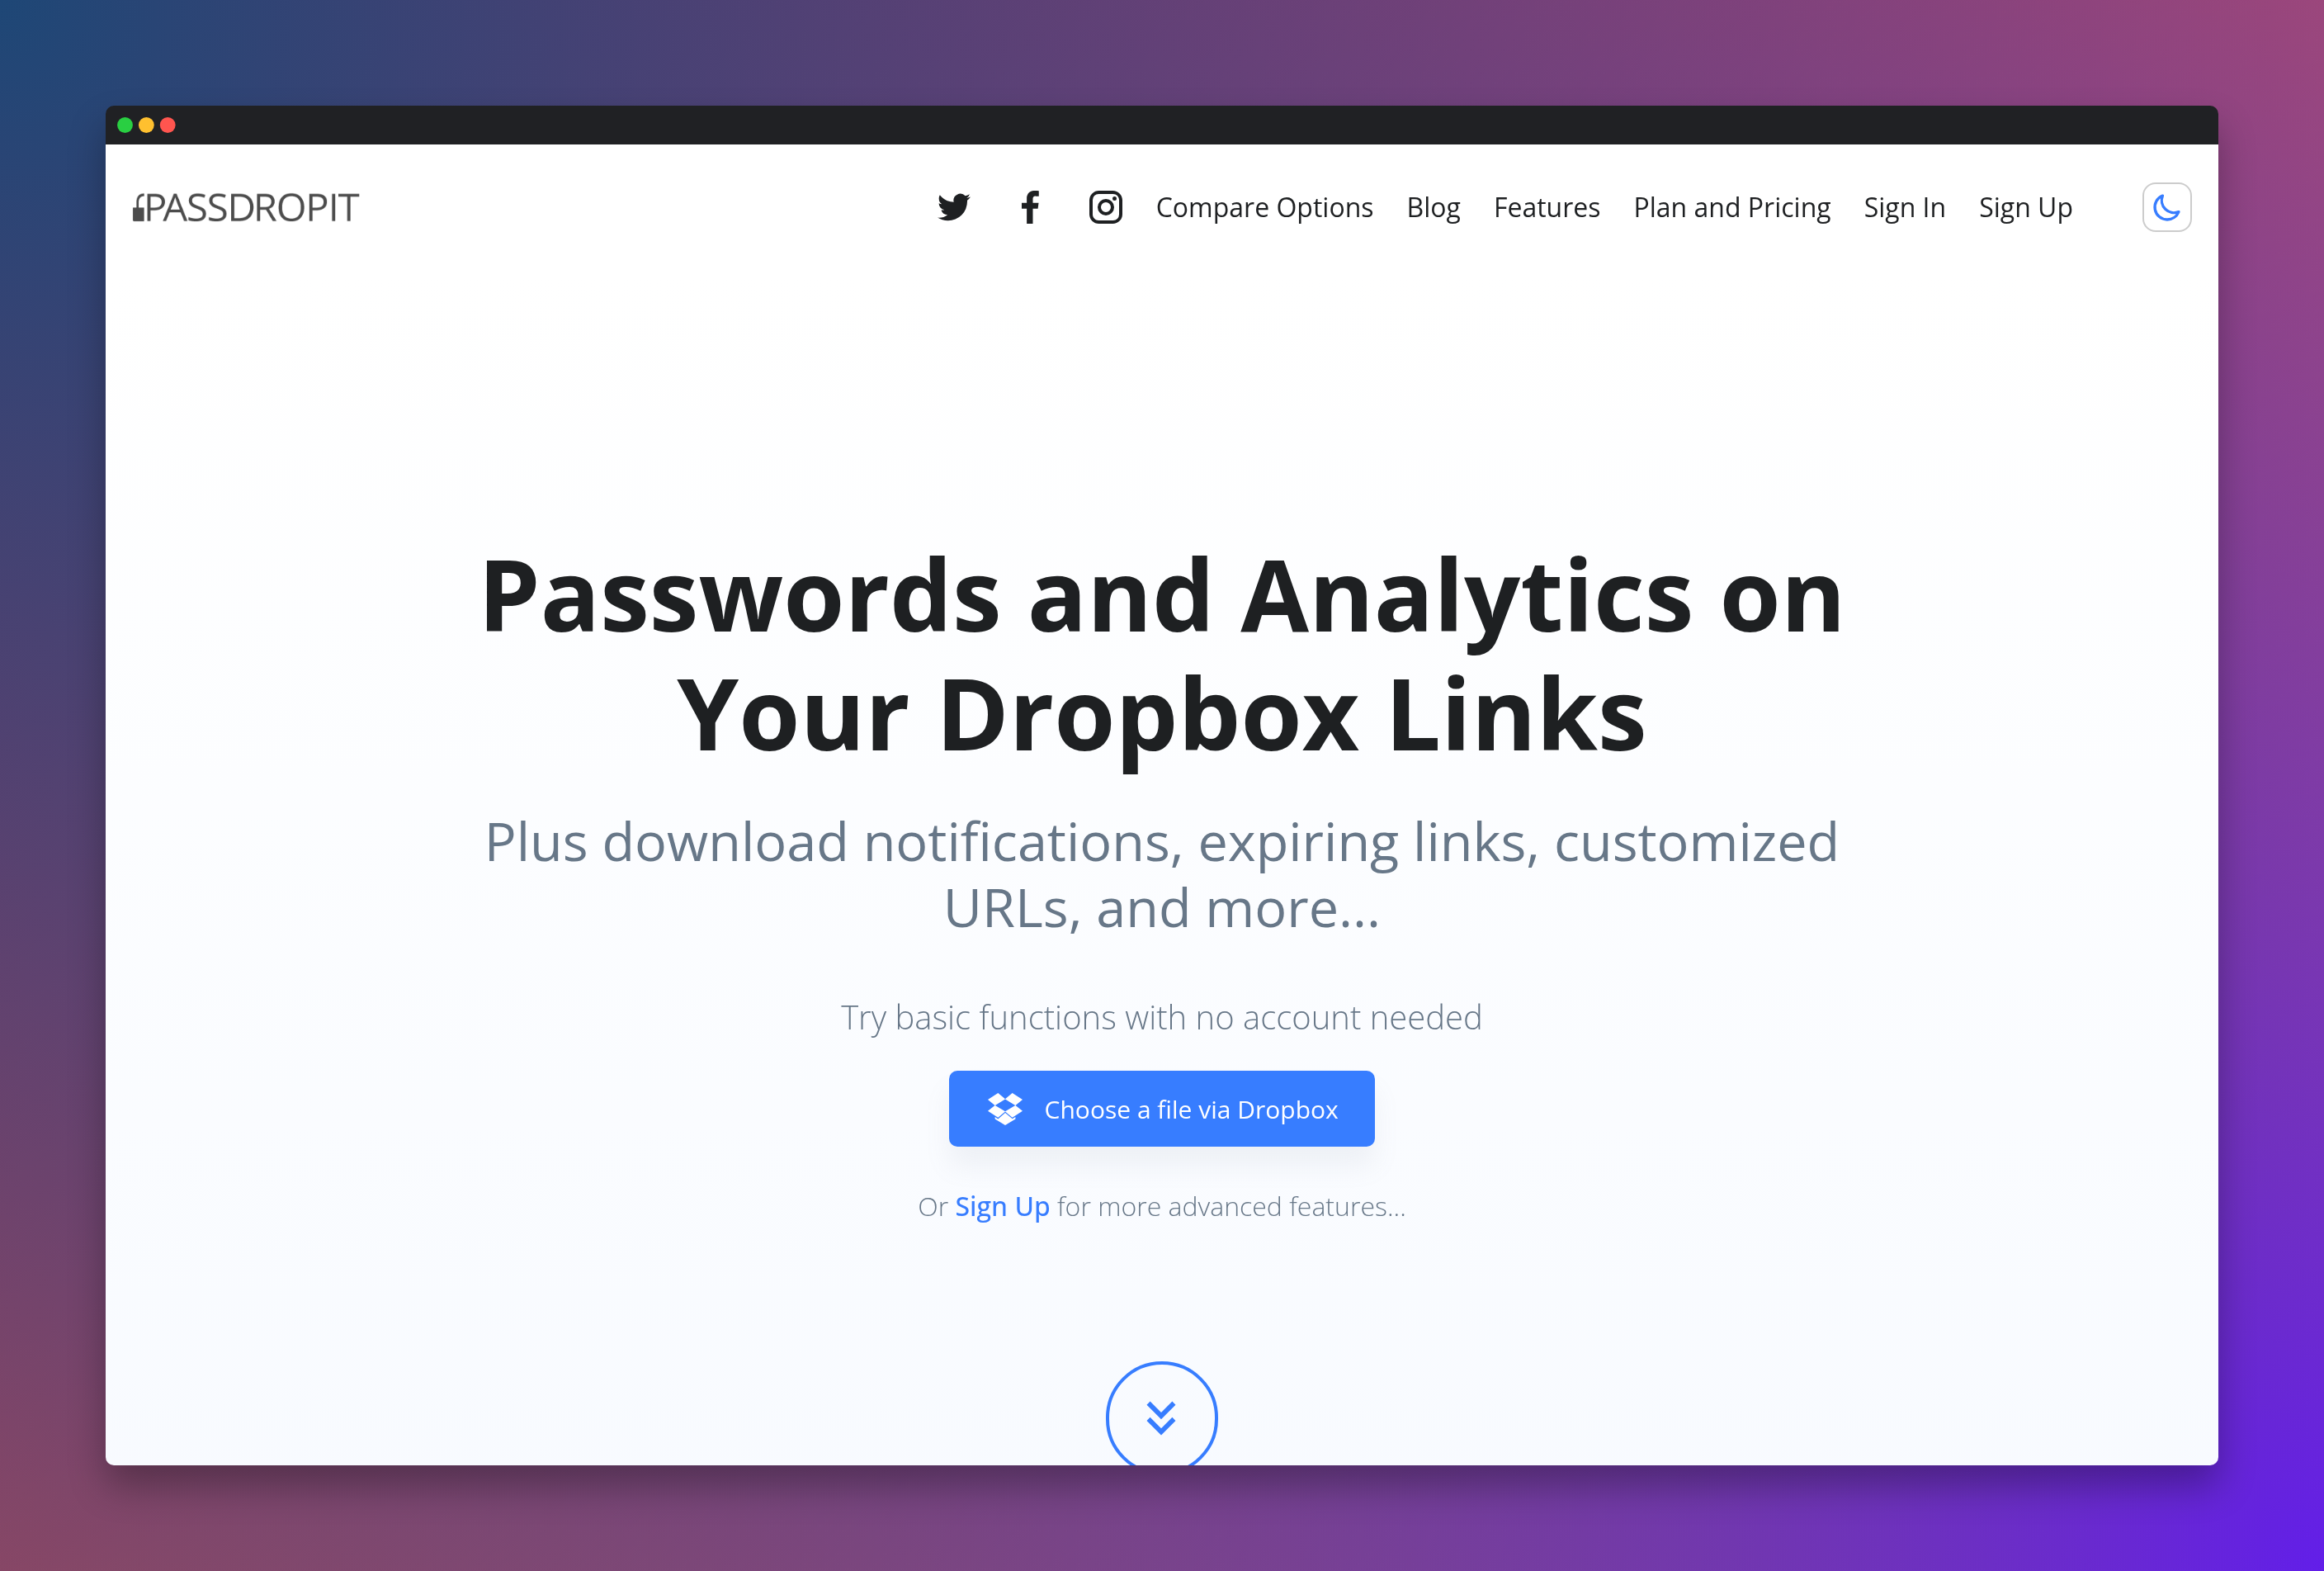 PASSDROPIT
Compare Options Blog Features Plan and Pricing Sign In Sign Up
Passwords and Analytics on
Your Dropbox Links
Plus download notifications, expiring links, customized
URLs, and more...
Try basic functions with no account needed
Choose a file via Dropbox
Or Sign Up for more advanced features...